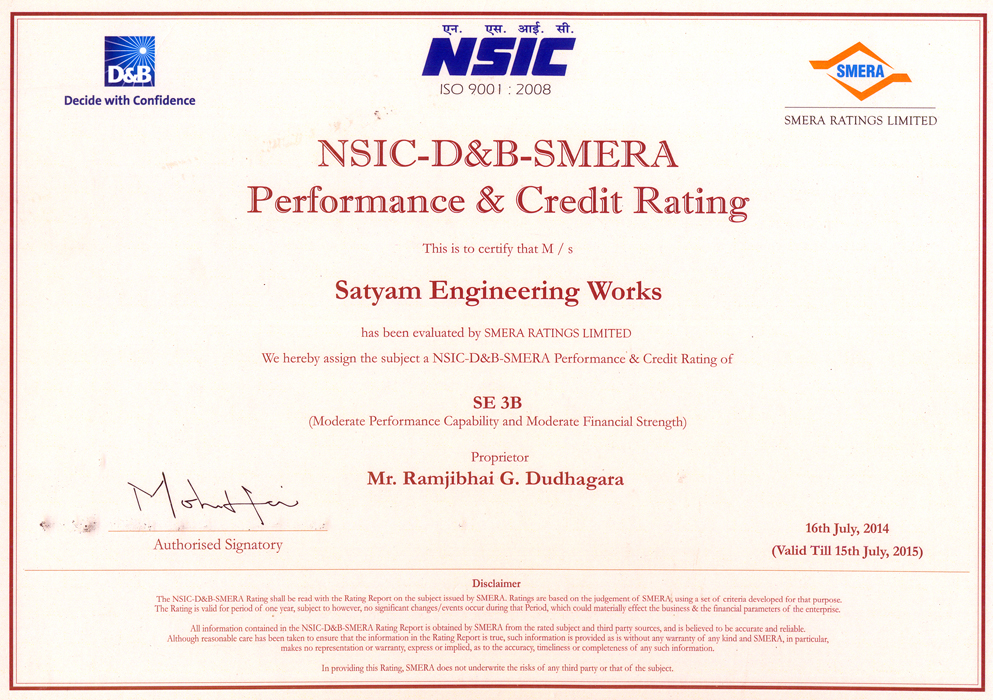 D&B
Decide with Confidence
एन. एस. आई. सी.
NSIC
ISO 9001 : 2008
SMERA
SMERA RATINGS LIMITED
NSIC-D&B-SMERA
Performance & Credit Rating
This is to certify that M / s
Satyam Engineering Works
has been evaluated by SMERA RATINGS LIMITED
We hereby assign the subject a NSIC-D&B-SMERA Performance & Credit Rating of
SE 3B
(Moderate Performance Capability and Moderate Financial Strength)
Proprietor
Mr. Ramjibhai G. Dudhagara
Authorised Signatory
16th July, 2014
(Valid Till 15th July, 2015)
Disclaimer
The NSIC-D&B-SMERA Rating shall be read with the Rating Report on the subject issued by SMERA. Ratings are based on the judgement of SMERA; using a set of criteria developed for that purpose.
The Rating is valid for period of one year, subject to however, no significant changes/events occur during that Period, which could materially effect the business & the financial parameters of the enterprise.
All information contained in the NSIC-D&B-SMERA Rating Report is obtained by SMERA from the rated subject and third party sources, and is believed to be accurate and reliable.
Although reasonable care has been taken to ensure that the information in the Rating Report is true, such information is provided as is without any warranty of any kind and SMERA, in particular,
makes no representation or warranty, express or implied, as to the accuracy, timeliness or completeness of any such information.
In providing this Rating, SMERA does not underwrite the risks of any third party or that of the subject.